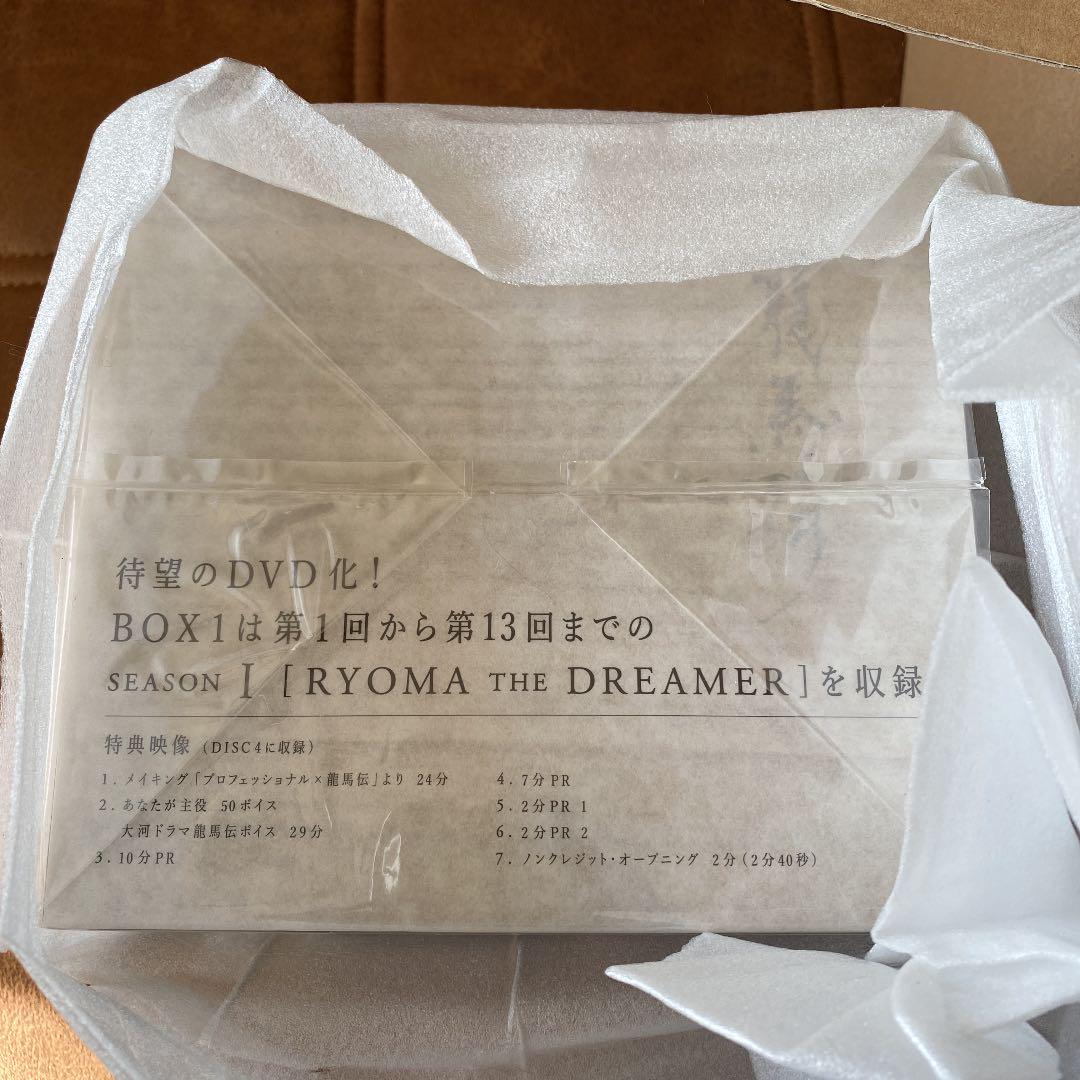 待望のDVD化!
BOX1は第1回から第13回までの
SEASON I [RYOMA THE DREAMER]を収録
特典映像(DISC4に収録)
1. メイキング「プロフェッショナル×龍馬伝」より 24分
2. あなたが主役 50ボイス
大河ドラマ龍馬伝ボイス 29分
3. 10分PR
4. 7分PR
5. 2分PR 1
6. 2分PR 2
7. ノンクレジット・オープニング 2分(2分40秒)